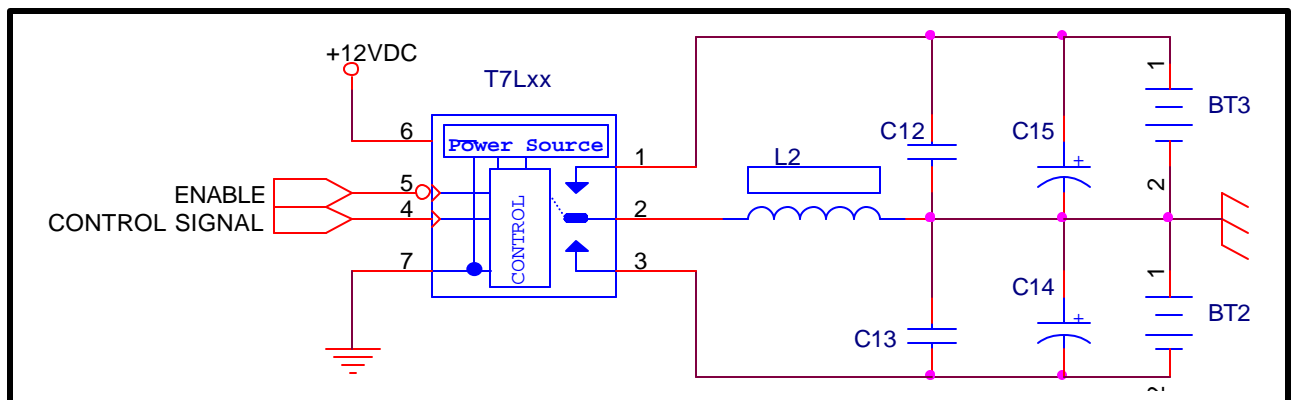 +12VDC
T7Lxx
Power Source
6
1
C12
C15
1
BT3
L2
ENABLE
5
2
CONTROL SIGNAL
4
2
CONTROL
7
3
C14
1
BT2
C13